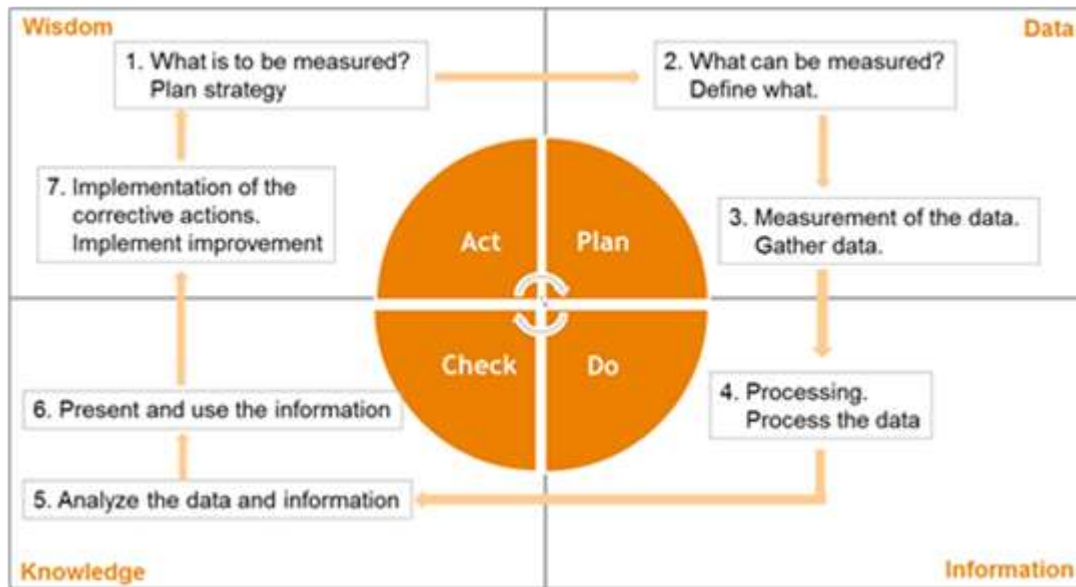 Wisdom
Data
1. What is to be measured?
Plan strategy
2. What can be measured?
Define what.
7. Implementation of the
corrective actions.
Implement improvement
3. Measurement of the data.
Gather data.
Act
Plan
Check
Do
6. Present and use the information
4. Processing.
Process the data
5. Analyze the data and information
Knowledge
Information